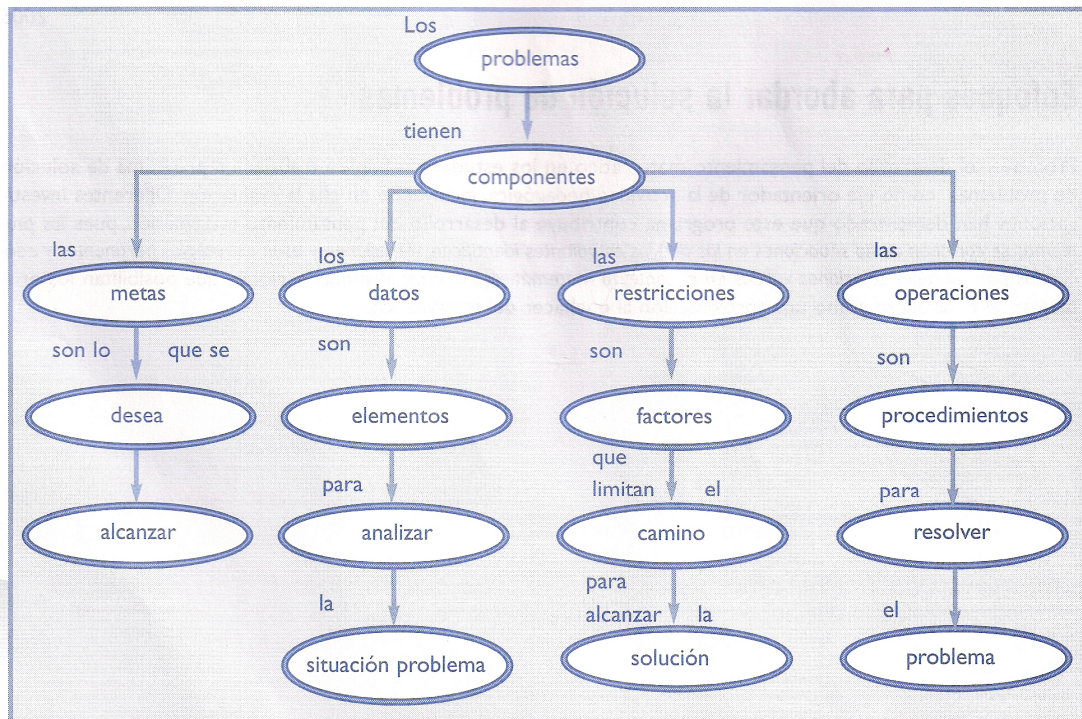 Los
problemas
tienen
componentes
las
metas
son lo que se
desea
alcanzar
los
datos
son
elementos
para
analizar
la
situación problema
las
restricciones
son
factores
que
limitan el
camino
para
alcanzar la
solución
las
operaciones
son
procedimientos
para
resolver
el
problema